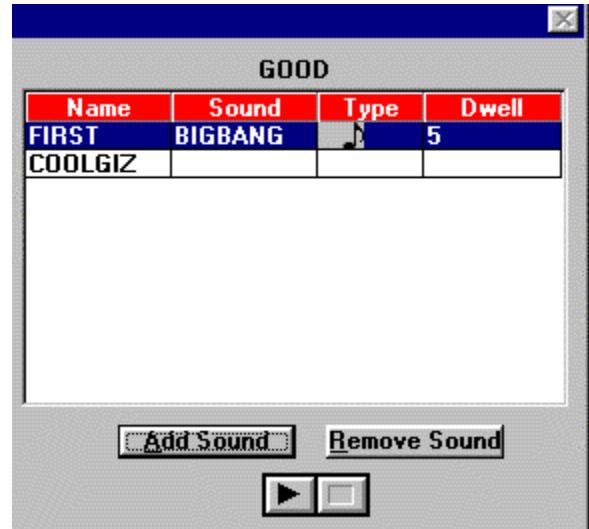 GOOD
Name Sound Type Dwell
FIRST BIGBANG 5
COOLGIZ
Add Sound Remove Sound